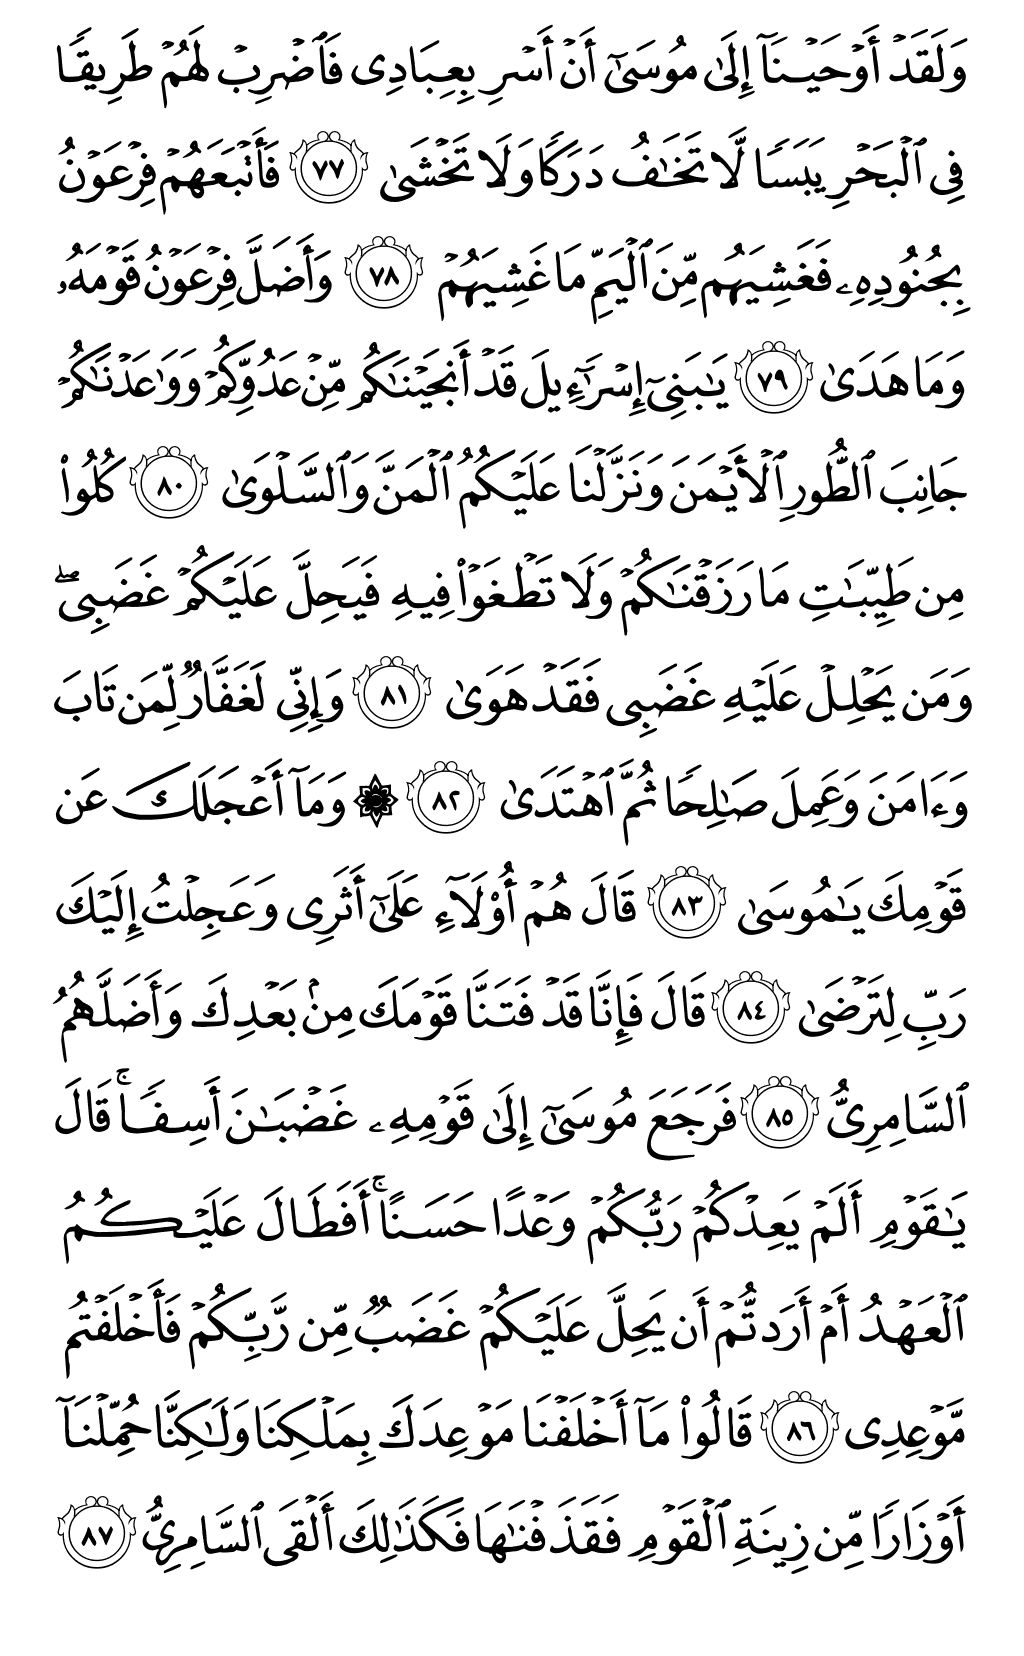 وَلَقَدۡ أَوۡحَيۡنَآ إِلَىٰ مُوسَىٰٓ أَنۡ أَسۡرِ بِعِبَادِي فَٱضۡرِبۡ لَهُمۡ طَرِيقٗا
فِي ٱلۡبَحۡرِ يَبَسٗا لَّا تَخَٰفُ دَرَكٗا وَلَا تَخۡشَىٰ ٧٧ فَأَتۡبَعَهُمۡ فِرۡعَوۡنُ
بِجُنُودِهِۦ فَغَشِيَهُم مِّنَ ٱلۡيَمِّ مَا غَشِيَهُمۡ ٧٨ وَأَضَلَّ فِرۡعَوۡنُ قَوۡمَهُۥ
وَمَا هَدَىٰ ٧٩ يَٰبَنِيٓ إِسۡرَٰٓءِيلَ قَدۡ أَنجَيۡنَٰكُم مِّنۡ عَدُوِّكُمۡ وَوَٰعَدۡنَٰكُمۡ
جَانِبَ ٱلطُّورِ ٱلۡأَيۡمَنَ وَنَزَّلۡنَا عَلَيۡكُمُ ٱلۡمَنَّ وَٱلسَّلۡوَىٰ ٨٠ كُلُواْ
مِن طَيِّبَٰتِ مَا رَزَقۡنَٰكُمۡ وَلَا تَطۡغَوۡاْ فِيهِ فَيَحِلَّ عَلَيۡكُمۡ غَضَبِيۖ
وَمَن يَحۡلِلۡ عَلَيۡهِ غَضَبِي فَقَدۡ هَوَىٰ ٨١ وَإِنِّي لَغَفَّارٞ لِّمَن تَابَ
وَءَامَنَ وَعَمِلَ صَٰلِحٗا ثُمَّ ٱهۡتَدَىٰ ٨٢ ۞ وَمَآ أَعۡجَلَكَ عَن
قَوۡمِكَ يَٰمُوسَىٰ ٨٣ قَالَ هُمۡ أُوْلَآءِ عَلَىٰٓ أَثَرِي وَعَجِلۡتُ إِلَيۡكَ
رَبِّ لِتَرۡضَىٰ ٨٤ قَالَ فَإِنَّا قَدۡ فَتَنَّا قَوۡمَكَ مِنۢ بَعۡدِكَ وَأَضَلَّهُمُ
ٱلسَّامِرِيُّ ٨٥ فَرَجَعَ مُوسَىٰٓ إِلَىٰ قَوۡمِهِۦ غَضۡبَٰنَ أَسِفٗاۚ قَالَ
يَٰقَوۡمِ أَلَمۡ يَعِدۡكُمۡ رَبُّكُمۡ وَعۡدًا حَسَنًاۚ أَفَطَالَ عَلَيۡكُمُ
ٱلۡعَهۡدُ أَمۡ أَرَدتُّمۡ أَن يَحِلَّ عَلَيۡكُمۡ غَضَبٞ مِّن رَّبِّكُمۡ فَأَخۡلَفۡتُم
مَّوۡعِدِي ٨٦ قَالُواْ مَآ أَخۡلَفۡنَا مَوۡعِدَكَ بِمَلۡكِنَا وَلَٰكِنَّا حُمِّلۡنَآ
أَوۡزَارٗا مِّن زِينَةِ ٱلۡقَوۡمِ فَقَذَفۡنَٰهَا فَكَذَٰلِكَ أَلۡقَى ٱلسَّامِرِيُّ ٨٧